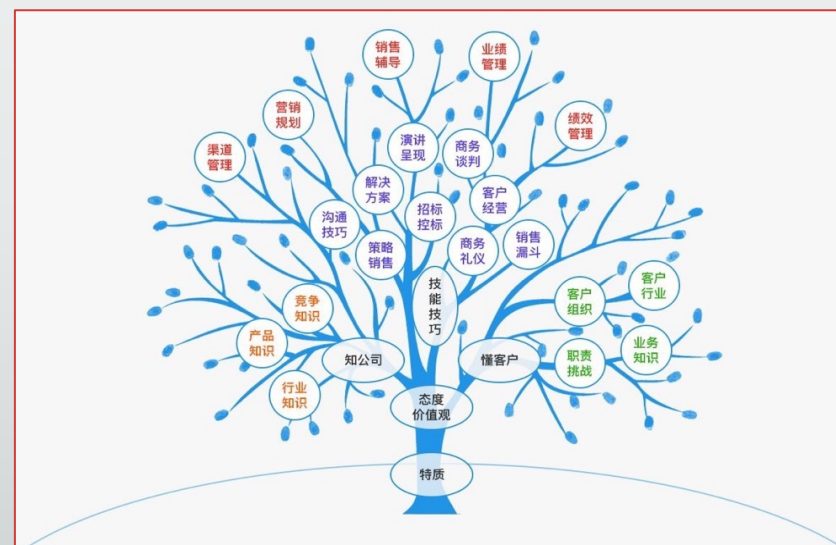 销售
辅导
业绩
管理
营销
规划
绩效
管理
渠道
管理
演讲
呈现
商务
谈判
解决
方案
客户
经营
沟通
技巧
招标
控标
策略
销售
商务
礼仪
销售
漏斗
技
能
技
巧
竞争
知识
客户
组织
客户
行业
产品
知识
知公司
懂客户
职责
挑战
业务
知识
行业
知识
态度
价值观
特质